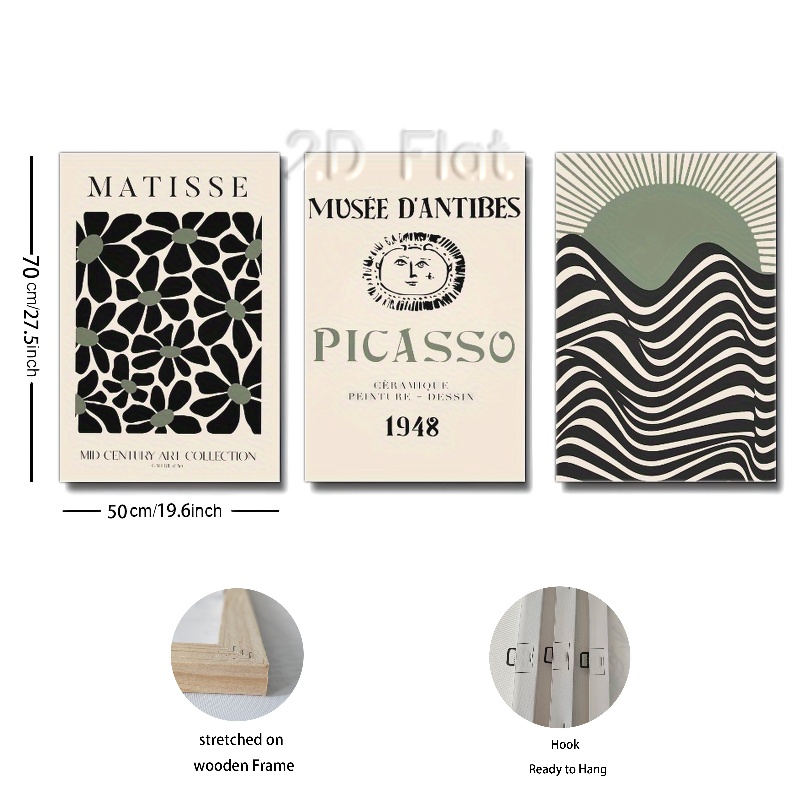 2D Flat
MATISSE
MUSÉE D'ANTIBES
PICASSO
CÉRAMIQUE
PEINTURE - DESSIN
1948
MID CENTURY ART COLLECTION
70cm/27.5inch
50cm/19.6inch
stretched on
wooden Frame
Hook
Ready to Hang